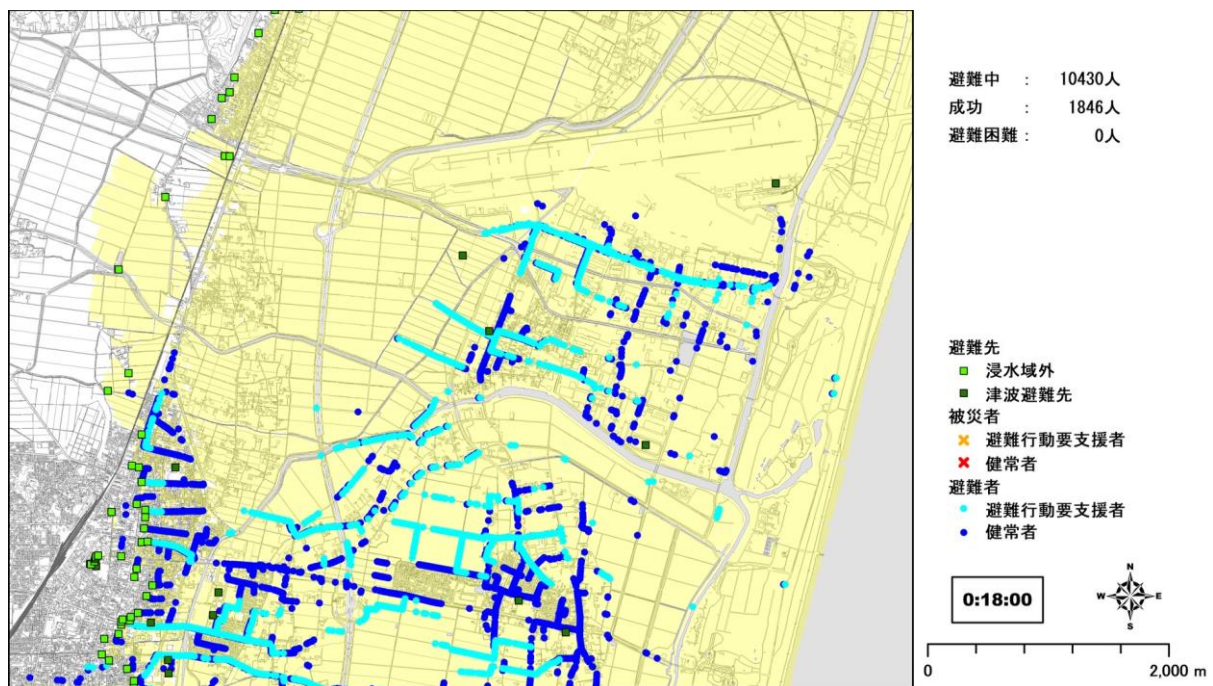 避難中 : 10430人
成功 : 1846人
避難困難 : 0人
避難先
浸水域外
津波避難先
被災者
避難行動要支援者
健常者
避難者
避難行動要支援者
健常者
0:18:00
N
W E
S
0 2,000 m